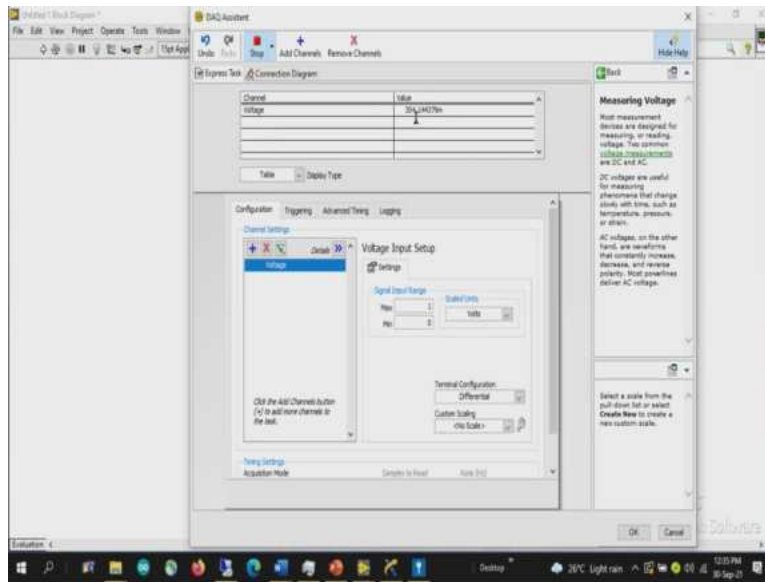 Untitled 1 Block Diagram *
File Edit View Project Operate Tools Window
15pt Appl
DAQ Assistant
Undo Redo Stop Add Channels Remove Channels Hide Help
Express Task Connection Diagram
Channel Value
Voltage
Table Display Type
Configuration Triggering Advanced Timing Logging
Channel Settings
Details
Voltage
Click the Add Channels button
(+) to add more channels to
the task.
Voltage Input Setup
Settings
Signal Input Range
Max 1
Min 0
Scaled Units
Volts
Terminal Configuration
Differential
Custom Scaling
<No Scale>
Timing Settings
Acquisition Mode Samples to Read Rate (Hz)
Back
Measuring Voltage
Most measurement
devices are designed for
measuring, or reading,
voltage. Two common
voltage measurements
are DC and AC.
DC voltages are useful
for measuring
phenomena that change
slowly with time, such as
temperature, pressure,
or strain.
AC voltages, on the other
hand, are waveforms
that constantly increase,
decrease, and reverse
polarity. Most powerlines
deliver AC voltage.
Select a scale from the
pull-down list or select
Create New to create a
new custom scale.
OK Cancel
Software
Evaluation
Desktop
26°C Light rain
12:35 PM
30-Sep-21